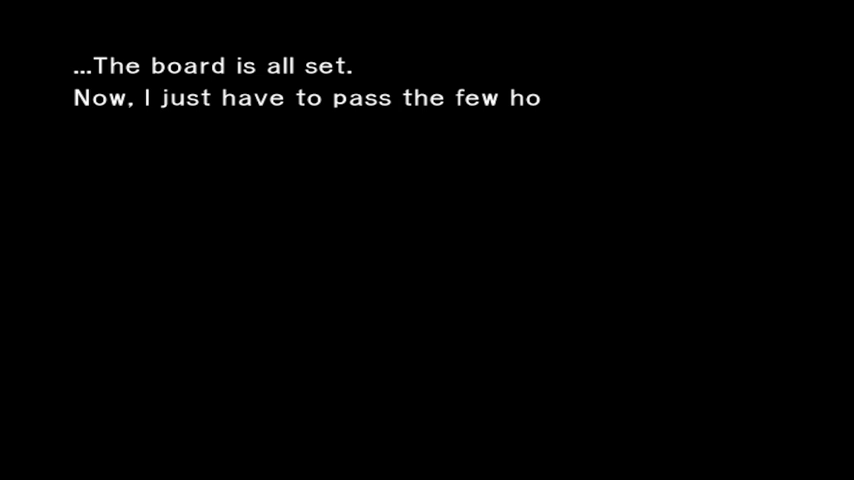 ...The board is all set.
Now, I just have to pass the few ho